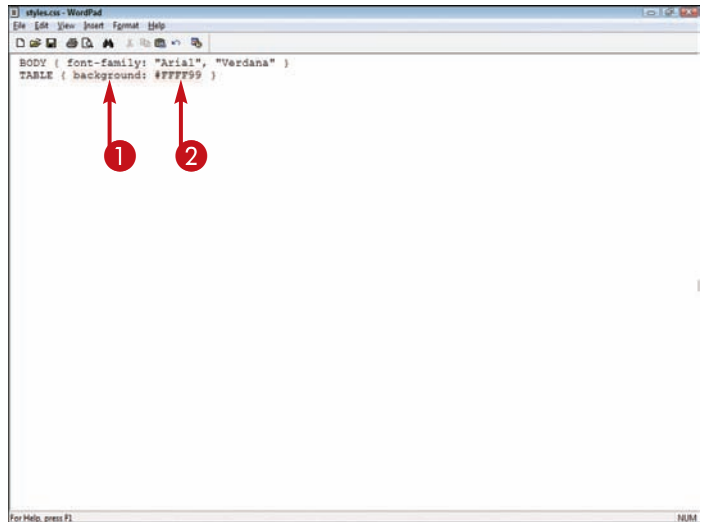 styles.css - WordPad
File Edit View Insert Format Help
BODY { font-family: "Arial", "Verdana" }
TABLE { background: #FFFF99 }
1 2
For Help, press F1 NUM